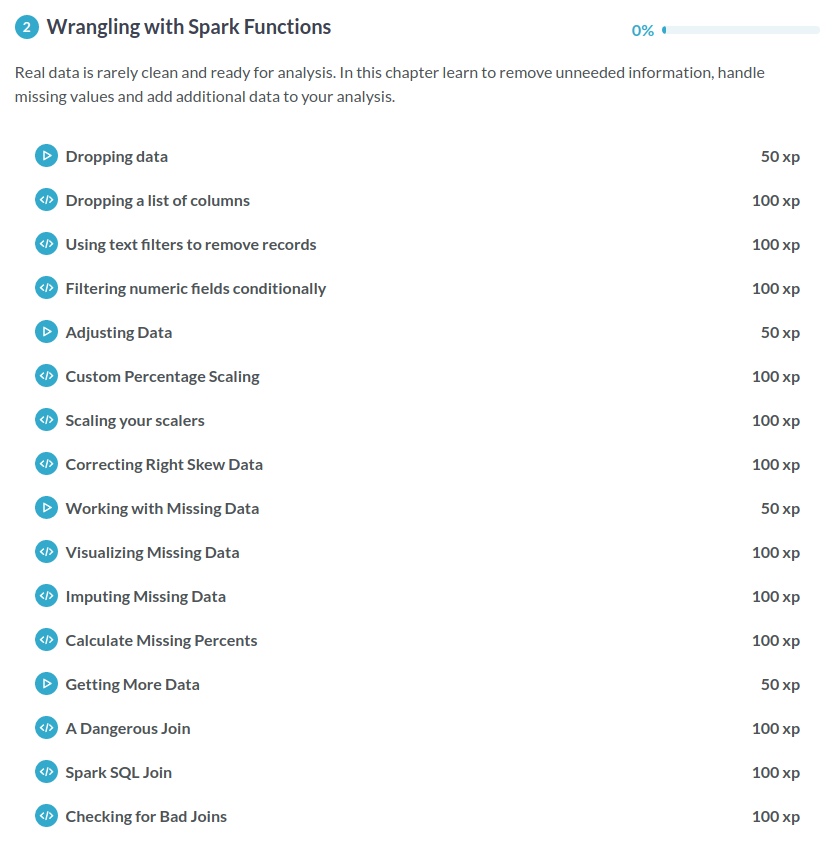 2 Wrangling with Spark Functions 0%
Real data is rarely clean and ready for analysis. In this chapter learn to remove unneeded information, handle
missing values and add additional data to your analysis.
Dropping data 50 xp
Dropping a list of columns 100 xp
Using text filters to remove records 100 xp
Filtering numeric fields conditionally 100 xp
Adjusting Data 50 xp
Custom Percentage Scaling 100 xp
Scaling your scalers 100 xp
Correcting Right Skew Data 100 xp
Working with Missing Data 50 xp
Visualizing Missing Data 100 xp
Imputing Missing Data 100 xp
Calculate Missing Percents 100 xp
Getting More Data 50 xp
A Dangerous Join 100 xp
Spark SQL Join 100 xp
Checking for Bad Joins 100 xp